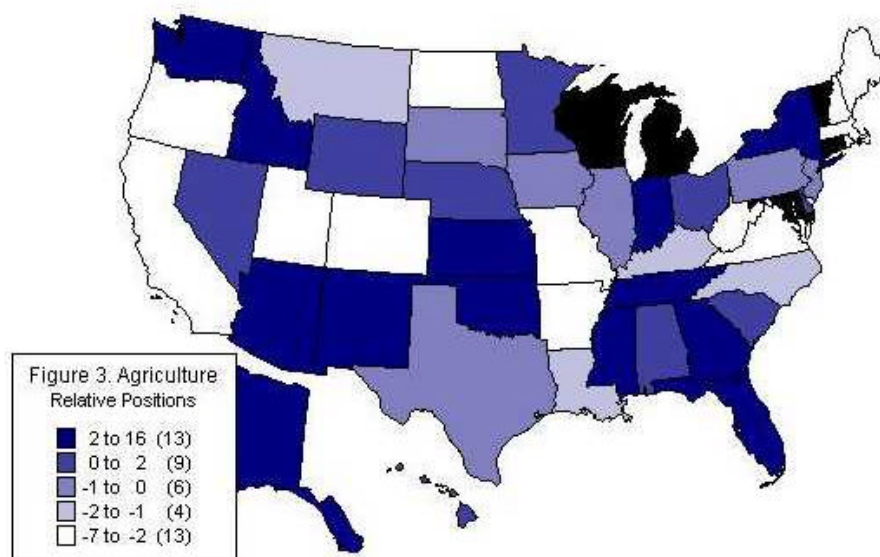 Figure 3. Agriculture
Relative Positions
2 to 16 (13)
0 to 2 (9)
-1 to 0 (6)
-2 to -1 (4)
-7 to -2 (13)